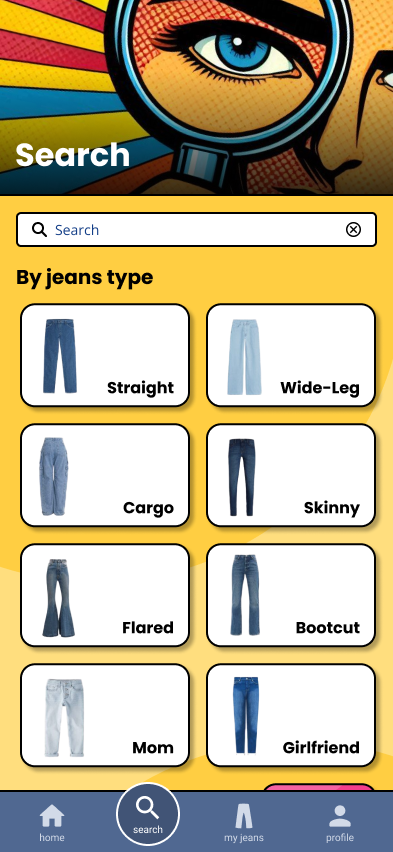 Search
Search
By jeans type
Straight
Wide-Leg
Cargo
Skinny
Flared
Bootcut
Mom
Girlfriend
home
search
my jeans
profile